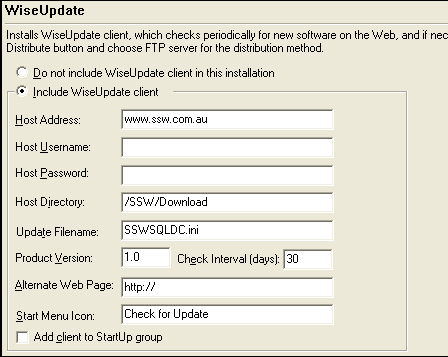 WiseUpdate
Installs WiseUpdate client, which checks periodically for new software on the Web, and if nec
Distribute button and choose FTP server for the distribution method.
Do not include WiseUpdate client in this installation
Include WiseUpdate client
Host Address: www.ssw.com.au
Host Username:
Host Password:
Host Directory: /SSW/Download
Update Filename: SSWSQLDC.ini
Product Version: 1.0 Check Interval (days): 30
Alternate Web Page: http://
Start Menu Icon: Check for Update
Add client to StartUp group